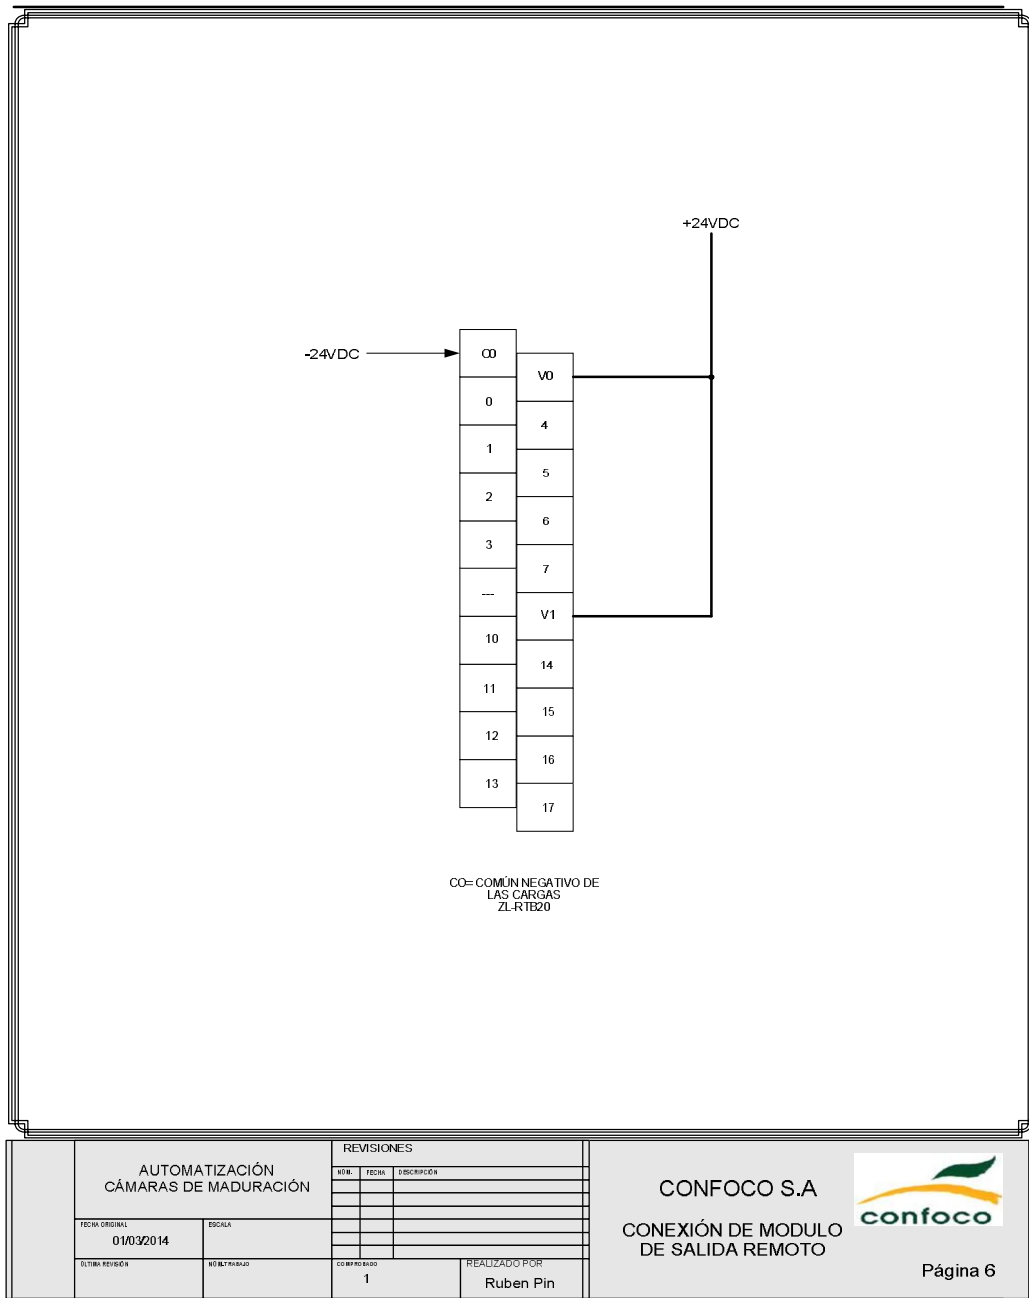 +24VDC
-24VDC
C0
V0
0
4
1
5
2
6
3
7
---
V1
10
14
11
15
12
16
13
17
CO= COMÚN NEGATIVO DE
LAS CARGAS
ZL-RTB20
AUTOMATIZACIÓN
CÁMARAS DE MADURACIÓN
FECHA ORIGINAL
01/03/2014
ESCALA
ÚLTIMA REVISIÓN
NÚM.TRABAJO
REVISIONES
NÚM. FECHA DESCRIPCIÓN
COMPROBADO
1
REALIZADO POR
Ruben Pin
CONFOCO S.A
CONEXIÓN DE MODULO
DE SALIDA REMOTO
confoco
Página 6